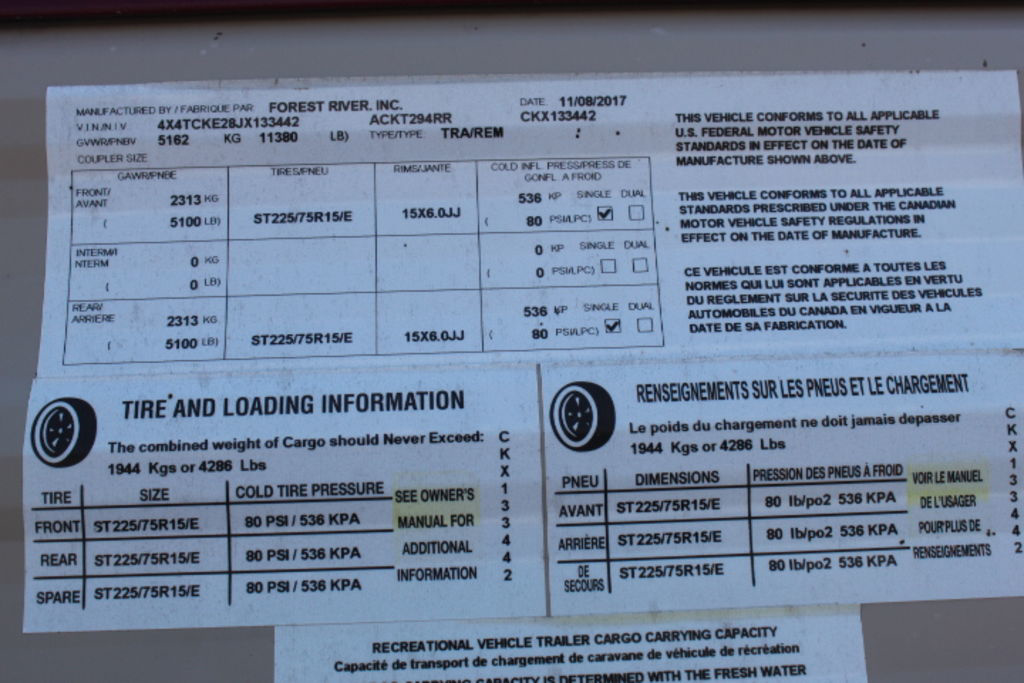 MANUFACTURED BY / FABRIQUE PAR FOREST RIVER, INC. DATE. 11/08/2017
V.I.N./N.I.V 4X4TCKE28JX133442 ACKT294RR CKX133442
GVWR/PNBV 5162 KG 11380 LB) TYPE/TYPE TRA/REM
COUPLER SIZE
GAWR/PNBE TIRES/PNEU RIMS/JANTE COLD INFL. PRESS/PRESS DE GONFL A FROID
FRONT/ AVANT 2313 KG 536 KP SINGLE DUAL
( 5100 LB) ST225/75R15/E 15X6.0JJ ( 80 PSI/LPC)
INTERM/I NTERM 0 KG 0 KP SINGLE DUAL
( 0 LB) ( 0 PSI/LPC)
REAR/ ARRIERE 2313 KG 536 KP SINGLE DUAL
( 5100 LB) ST225/75R15/E 15X6.0JJ ( 80 PSI/LPC)
THIS VEHICLE CONFORMS TO ALL APPLICABLE
U.S. FEDERAL MOTOR VEHICLE SAFETY
STANDARDS IN EFFECT ON THE DATE OF
MANUFACTURE SHOWN ABOVE.
THIS VEHICLE CONFORMS TO ALL APPLICABLE
STANDARDS PRESCRIBED UNDER THE CANADIAN
MOTOR VEHICLE SAFETY REGULATIONS IN
EFFECT ON THE DATE OF MANUFACTURE.
CE VEHICULE EST CONFORME A TOUTES LES
NORMES QUI LUI SONT APPLICABLES EN VERTU
DU REGLEMENT SUR LA SECURITE DES VEHICULES
AUTOMOBILES DU CANADA EN VIGUEUR A LA
DATE DE SA FABRICATION.
TIRE AND LOADING INFORMATION
The combined weight of Cargo should Never Exceed:
1944 Kgs or 4286 Lbs
TIRE SIZE COLD TIRE PRESSURE SEE OWNER'S
FRONT ST225/75R15/E 80 PSI / 536 KPA MANUAL FOR
REAR ST225/75R15/E 80 PSI / 536 KPA ADDITIONAL
SPARE ST225/75R15/E 80 PSI / 536 KPA INFORMATION
CKX133442
RENSEIGNEMENTS SUR LES PNEUS ET LE CHARGEMENT
Le poids du chargement ne doit jamais depasser
1944 Kgs or 4286 Lbs
PNEU DIMENSIONS PRESSION DES PNEUS À FROID VOIR LE MANUEL
AVANT ST225/75R15/E 80 lb/po2 536 KPA DE L'USAGER
ARRIÈRE ST225/75R15/E 80 lb/po2 536 KPA POUR PLUS DE
DE SECOURS ST225/75R15/E 80 lb/po2 536 KPA RENSEIGNEMENTS
CKX133442
RECREATIONAL VEHICLE TRAILER CARGO CARRYING CAPACITY
Capacité de transport de chargement de caravane de véhicule de récréation
CARRYING CAPACITY IS DETERMINED WITH THE FRESH WATER